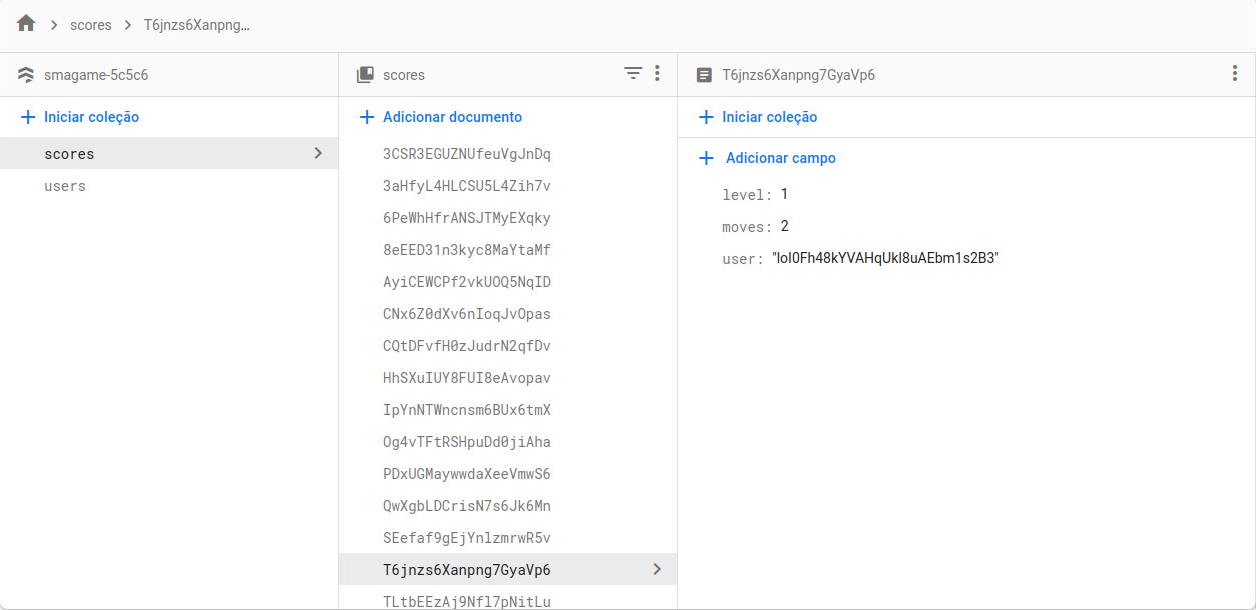 scores
T6jnzs6Xanpng...
smagame-5c5c6
Iniciar coleção
scores
users
scores
Adicionar documento
3CSR3EGUZNUfeuVgJnDq
3aHfyL4HLCSU5L4Zih7v
6PeWhHfrANSJTMyEXqky
8eEED31n3kyc8MaYtaMf
AyiCEWCPf2vkUOQ5NqID
CNx6Z0dXv6nIoqJvOpas
CQtDFvfH0zJudrN2qfDv
HhSXuIUY8FUI8eAvopav
IpYnNTWncnsm6BUx6tmX
Og4vTFtRSHpuDd0jiAha
PDxUGMaywwdaXeeVmwS6
QwXgbLDCrisN7s6Jk6Mn
SEefaf9gEjYnlzmrwR5v
T6jnzs6Xanpng7GyaVp6
TLtbEEzAj9Nfl7pNitLu
T6jnzs6Xanpng7GyaVp6
Iniciar coleção
Adicionar campo
level: 1
moves: 2
user: "lol0Fh48kYVAHqUkl8uAEbm1s2B3"